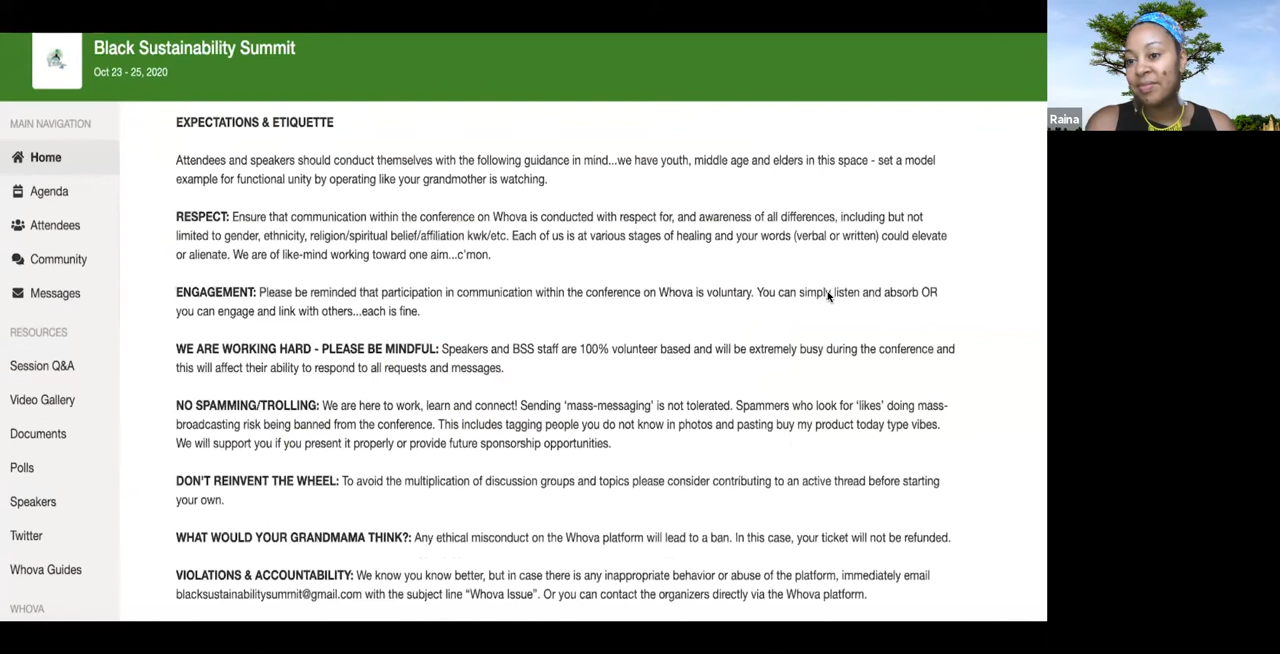 Black Sustainability Summit
Oct 23 - 25, 2020
Raina
MAIN NAVIGATION
Home
Agenda
Attendees
Community
Messages
RESOURCES
Session Q&A
Video Gallery
Documents
Polls
Speakers
Twitter
Whova Guides
WHOVA
EXPECTATIONS & ETIQUETTE
Attendees and speakers should conduct themselves with the following guidance in mind...we have youth, middle age and elders in this space - set a model
example for functional unity by operating like your grandmother is watching.
RESPECT: Ensure that communication within the conference on Whova is conducted with respect for, and awareness of all differences, including but not
limited to gender, ethnicity, religion/spiritual belief/affiliation kwk/etc. Each of us is at various stages of healing and your words (verbal or written) could elevate
or alienate. We are of like-mind working toward one aim...c'mon.
ENGAGEMENT: Please be reminded that participation in communication within the conference on Whova is voluntary. You can simply listen and absorb OR
you can engage and link with others...each is fine.
WE ARE WORKING HARD - PLEASE BE MINDFUL: Speakers and BSS staff are 100% volunteer based and will be extremely busy during the conference and
this will affect their ability to respond to all requests and messages.
NO SPAMMING/TROLLING: We are here to work, learn and connect! Sending ‘mass-messaging’ is not tolerated. Spammers who look for ‘likes’ doing mass-
broadcasting risk being banned from the conference. This includes tagging people you do not know in photos and pasting buy my product today type vibes.
We will support you if you present it properly or provide future sponsorship opportunities.
DON'T REINVENT THE WHEEL: To avoid the multiplication of discussion groups and topics please consider contributing to an active thread before starting
your own.
WHAT WOULD YOUR GRANDMAMA THINK?: Any ethical misconduct on the Whova platform will lead to a ban. In this case, your ticket will not be refunded.
VIOLATIONS & ACCOUNTABILITY: We know you know better, but in case there is any inappropriate behavior or abuse of the platform, immediately email
blacksustainabilitysummit@gmail.com with the subject line “Whova Issue”. Or you can contact the organizers directly via the Whova platform.